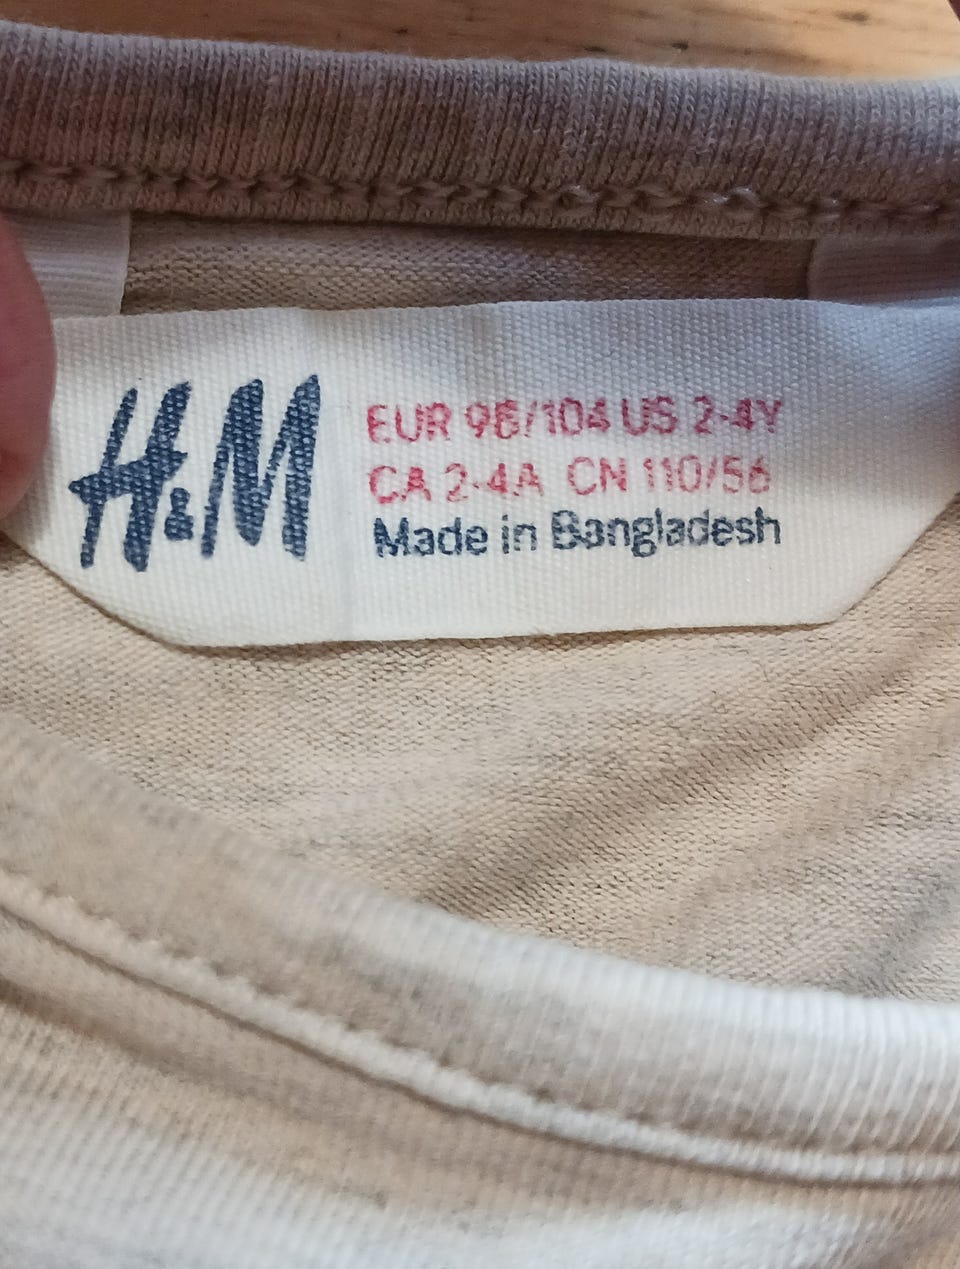 H&M
EUR 98/104 US 2-4Y
CA 2-4A CN 110/56
Made in Bangladesh